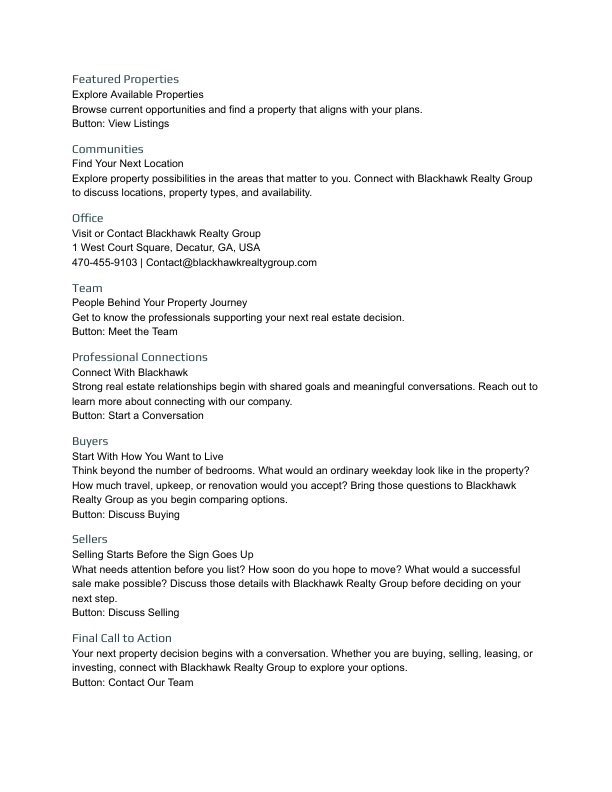 Featured Properties
Explore Available Properties
Browse current opportunities and find a property that aligns with your plans.
Button: View Listings
Communities
Find Your Next Location
Explore property possibilities in the areas that matter to you. Connect with Blackhawk Realty Group
to discuss locations, property types, and availability.
Office
Visit or Contact Blackhawk Realty Group
1 West Court Square, Decatur, GA, USA
470-455-9103 | Contact@blackhawkrealtygroup.com
Team
People Behind Your Property Journey
Get to know the professionals supporting your next real estate decision.
Button: Meet the Team
Professional Connections
Connect With Blackhawk
Strong real estate relationships begin with shared goals and meaningful conversations. Reach out to
learn more about connecting with our company.
Button: Start a Conversation
Buyers
Start With How You Want to Live
Think beyond the number of bedrooms. What would an ordinary weekday look like in the property?
How much travel, upkeep, or renovation would you accept? Bring those questions to Blackhawk
Realty Group as you begin comparing options.
Button: Discuss Buying
Sellers
Selling Starts Before the Sign Goes Up
What needs attention before you list? How soon do you hope to move? What would a successful
sale make possible? Discuss those details with Blackhawk Realty Group before deciding on your
next step.
Button: Discuss Selling
Final Call to Action
Your next property decision begins with a conversation. Whether you are buying, selling, leasing, or
investing, connect with Blackhawk Realty Group to explore your options.
Button: Contact Our Team